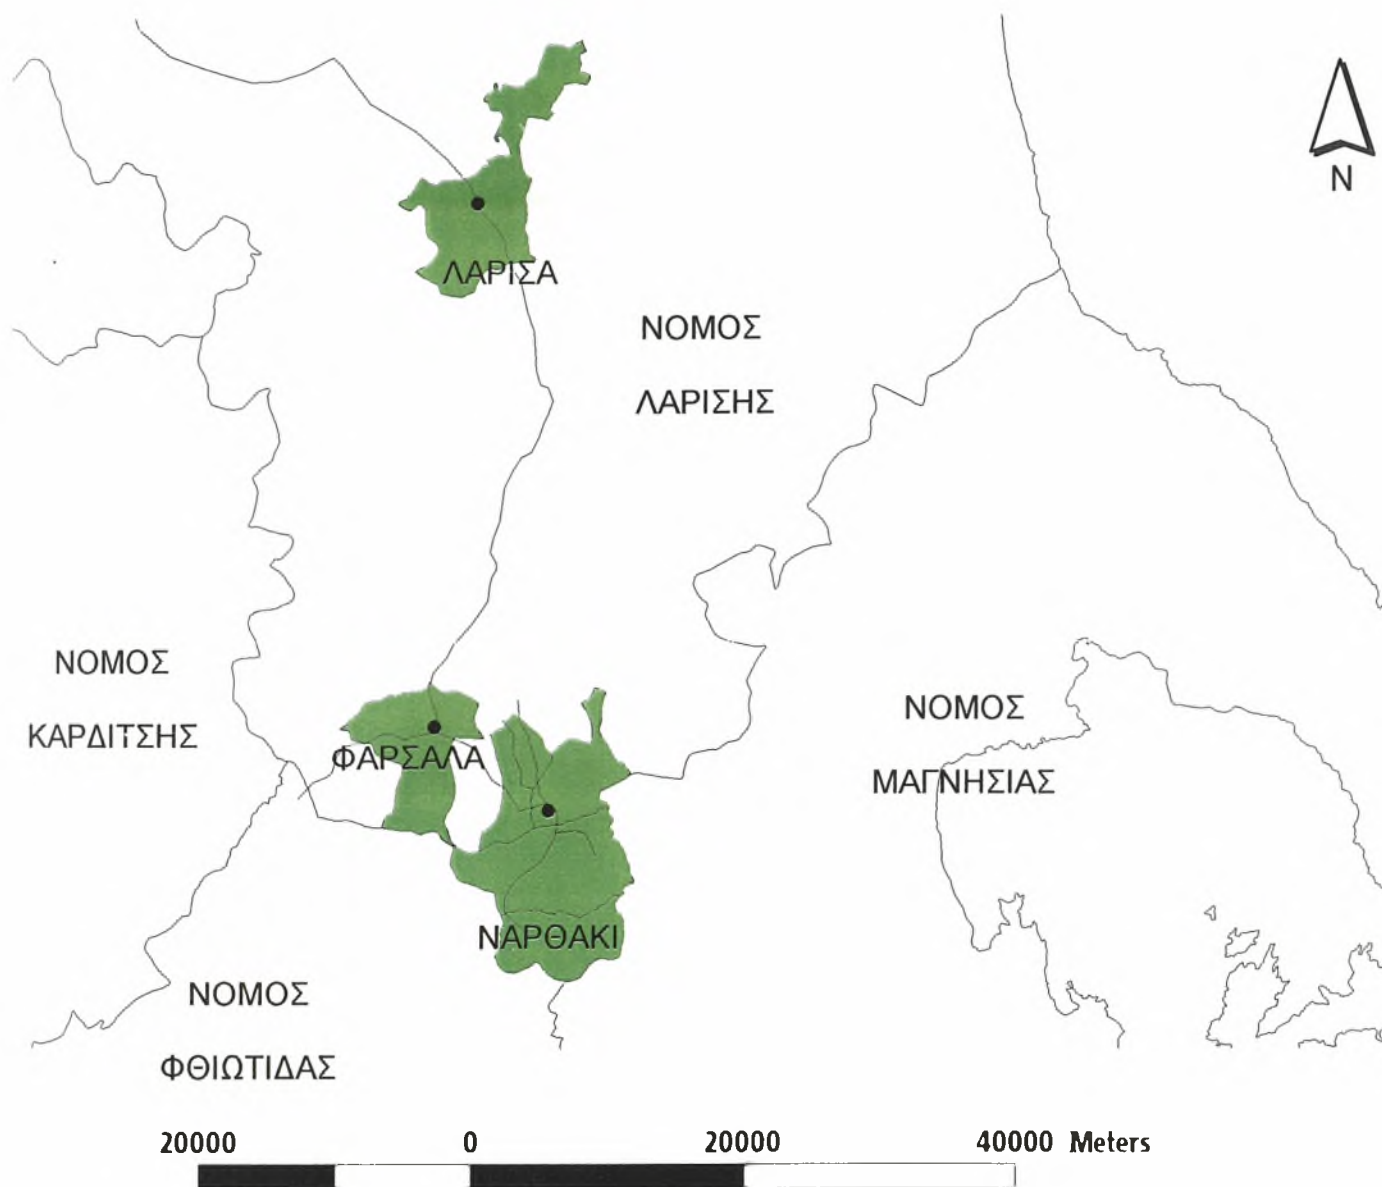 N
ΛΑΡΙΣΑ
ΝΟΜΟΣ
ΛΑΡΙΣΗΣ
ΝΟΜΟΣ
ΚΑΡΔΙΤΣΗΣ
ΦΑΡΣΑΛΑ
ΝΟΜΟΣ
ΜΑΓΝΗΣΙΑΣ
ΝΑΡΘΑΚΙ
ΝΟΜΟΣ
ΦΘΙΩΤΙΔΑΣ
20000 0 20000 40000 Meters